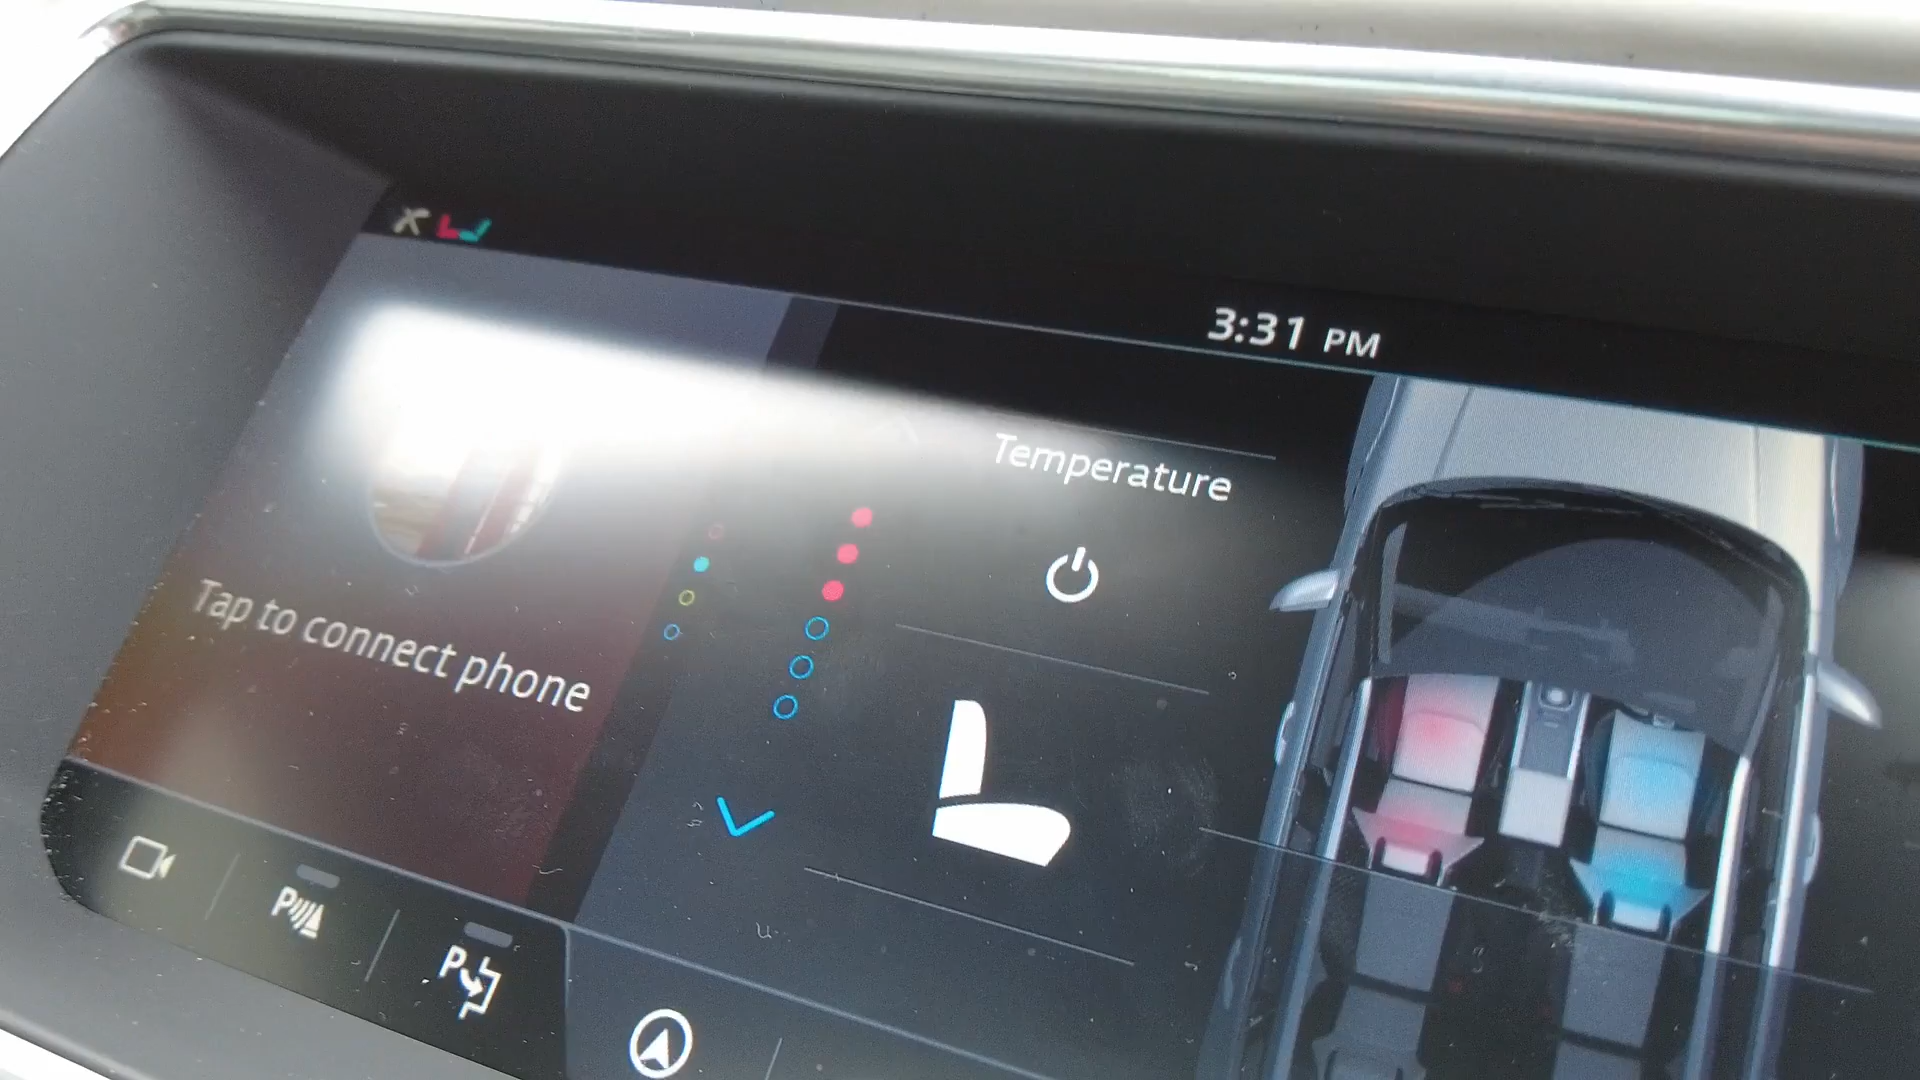 3:31 PM
Temperature
Tap to connect phone
P
P